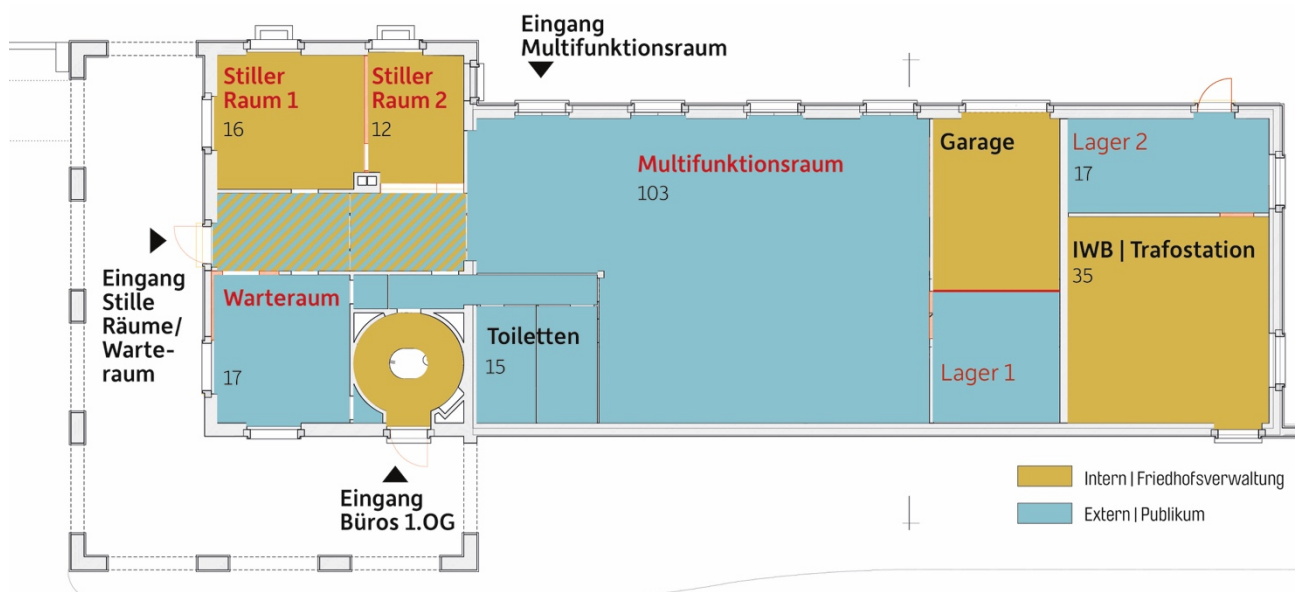 Eingang
Multifunktionsraum
Stiller
Raum 1
16
Stiller
Raum 2
12
Multifunktionsraum
103
Garage
Lager 2
17
IWB | Trafostation
35
Eingang
Stille
Räume/
Warte-
raum
Warteraum
17
Toiletten
15
Lager 1
Eingang
Büros 1.OG
Intern | Friedhofsverwaltung
Extern | Publikum